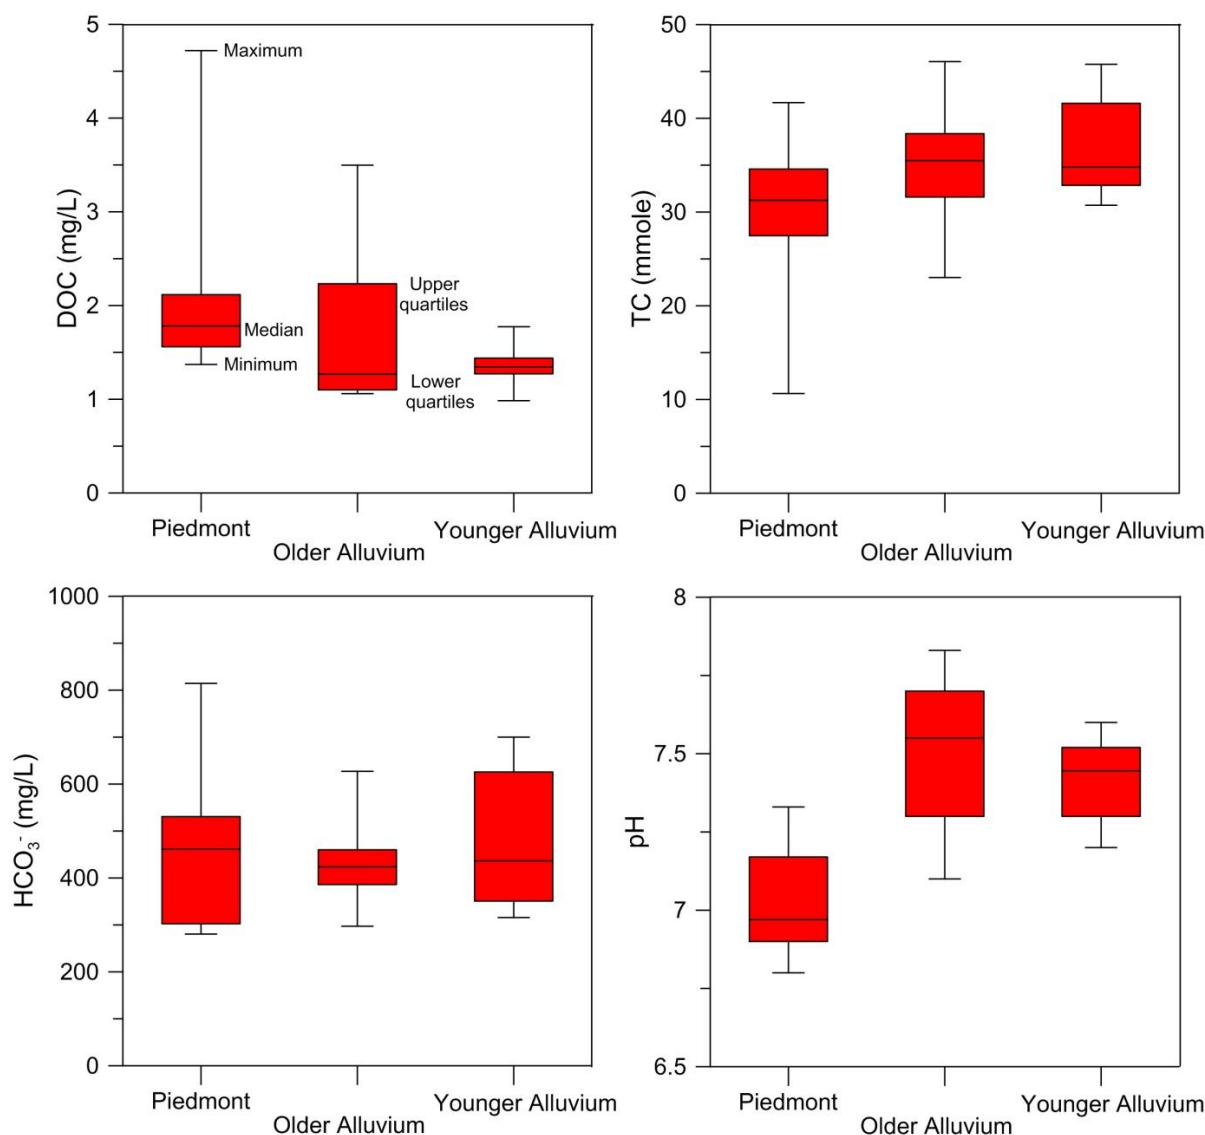 5
4
3
2
1
0
DOC (mg/L)
Maximum
Median
Minimum
Upper
quartiles
Lower
quartiles
Piedmont
Older Alluvium
Younger Alluvium
50
40
30
20
10
0
TC (mmole)
Piedmont
Older Alluvium
Younger Alluvium
1000
800
600
400
200
0
HCO₃⁻ (mg/L)
Piedmont
Older Alluvium
Younger Alluvium
8
7.5
7
6.5
pH
Piedmont
Older Alluvium
Younger Alluvium